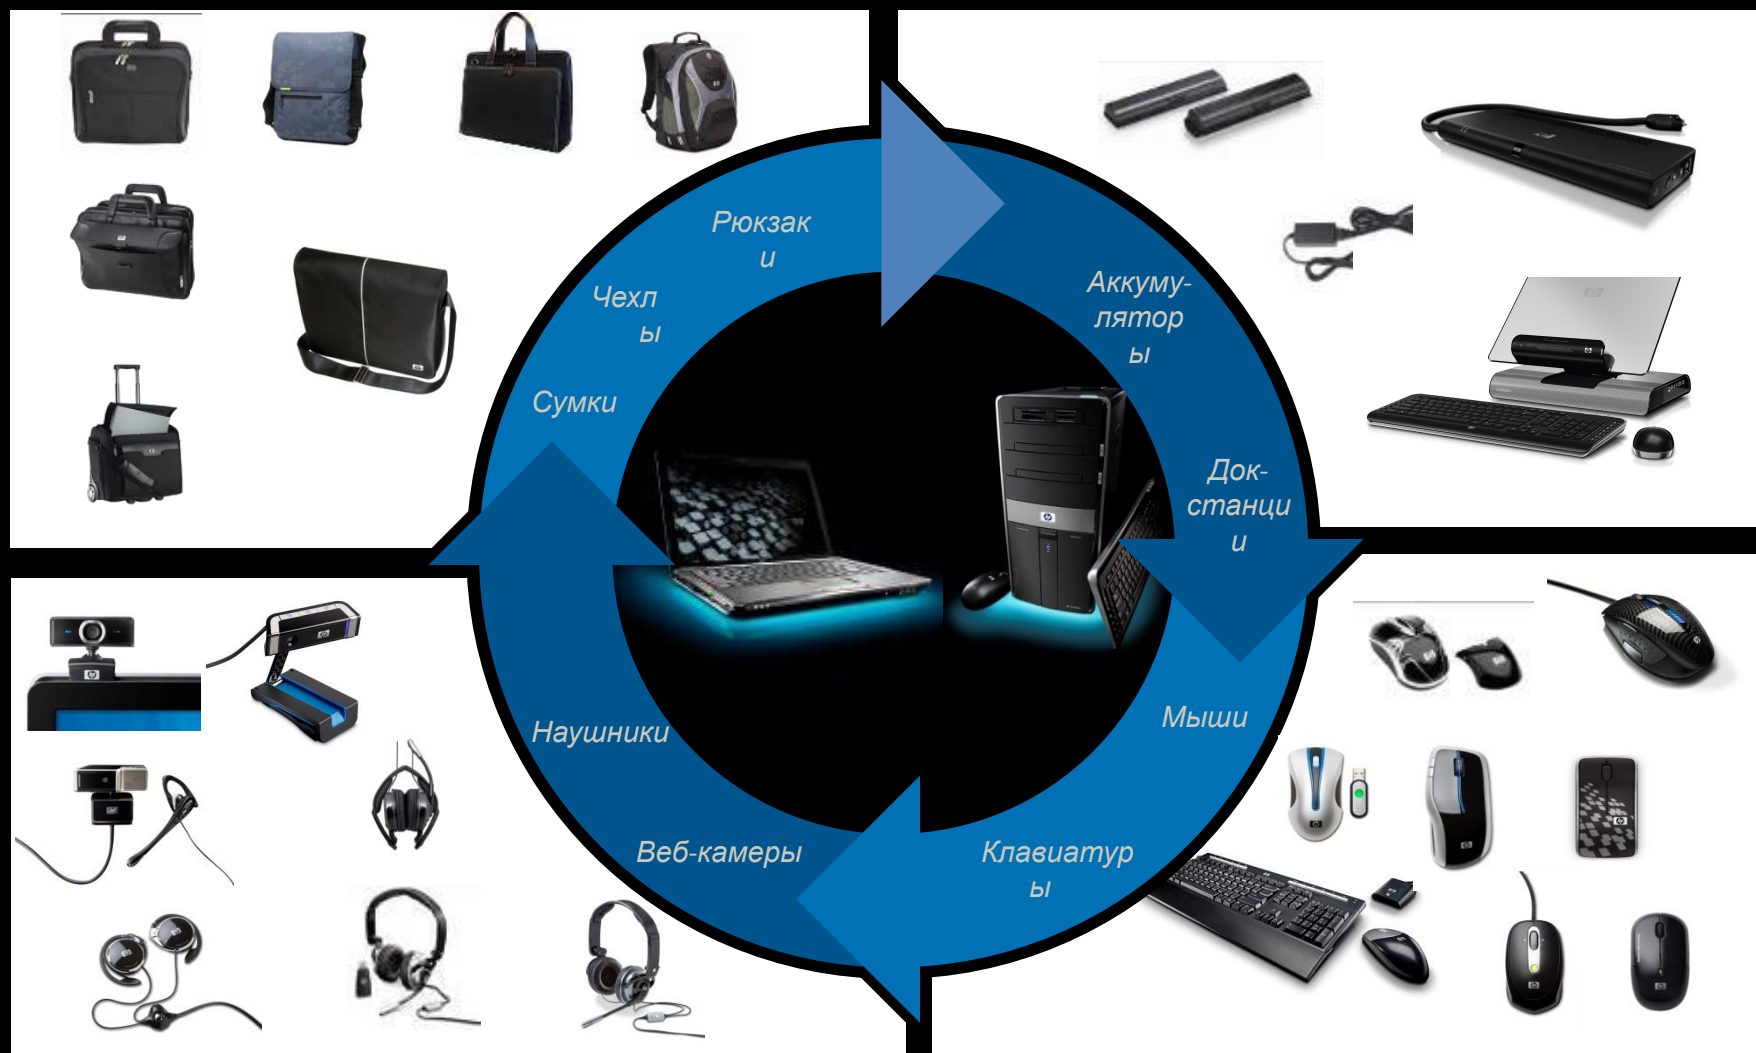 Рюкзак
и
Чехл
ы
Сумки
Аккуму-
лятор
ы
Док-
станци
и
Мыши
Клавиатур
ы
Веб-камеры
Наушники